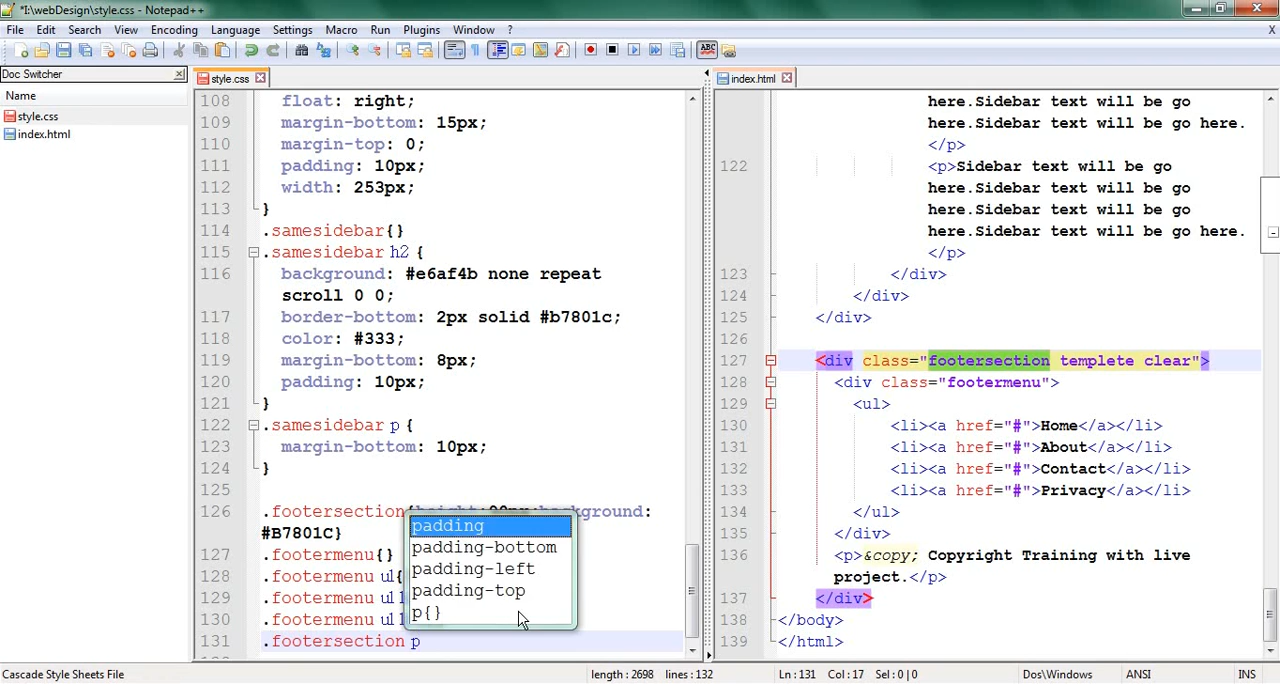 *I:\webDesign\style.css - Notepad++
File Edit Search View Encoding Language Settings Macro Run Plugins Window ? X
Doc Switcher
Name
style.css
index.html
style.css
108 float: right;
109 margin-bottom: 15px;
110 margin-top: 0;
111 padding: 10px;
112 width: 253px;
113 }
114 .samesidebar{}
115 .samesidebar h2 {
116 background: #e6af4b none repeat
scroll 0 0;
117 border-bottom: 2px solid #b7801c;
118 color: #333;
119 margin-bottom: 8px;
120 padding: 10px;
121 }
122 .samesidebar p {
123 margin-bottom: 10px;
124 }
125
126 .footersection{height:90px;background:
#B7801C}
127 .footermenu{}
128 .footermenu ul{
129 .footermenu ul
130 .footermenu ul
131 .footersection p
padding
padding-bottom
padding-left
padding-top
p{}
index.html
here.Sidebar text will be go
here.Sidebar text will be go here.
</p>
122 <p>Sidebar text will be go
here.Sidebar text will be go
here.Sidebar text will be go
here.Sidebar text will be go here.
</p>
123 </div>
124 </div>
125 </div>
126
127 <div class="footersection templete clear">
128 <div class="footermenu">
129 <ul>
130 <li><a href="#">Home</a></li>
131 <li><a href="#">About</a></li>
132 <li><a href="#">Contact</a></li>
133 <li><a href="#">Privacy</a></li>
134 </ul>
135 </div>
136 <p>&copy; Copyright Training with live
project.</p>
137 </div>
138 </body>
139 </html>
Cascade Style Sheets File length : 2698 lines : 132 Ln : 131 Col : 17 Sel : 0 | 0 Dos\Windows ANSI INS